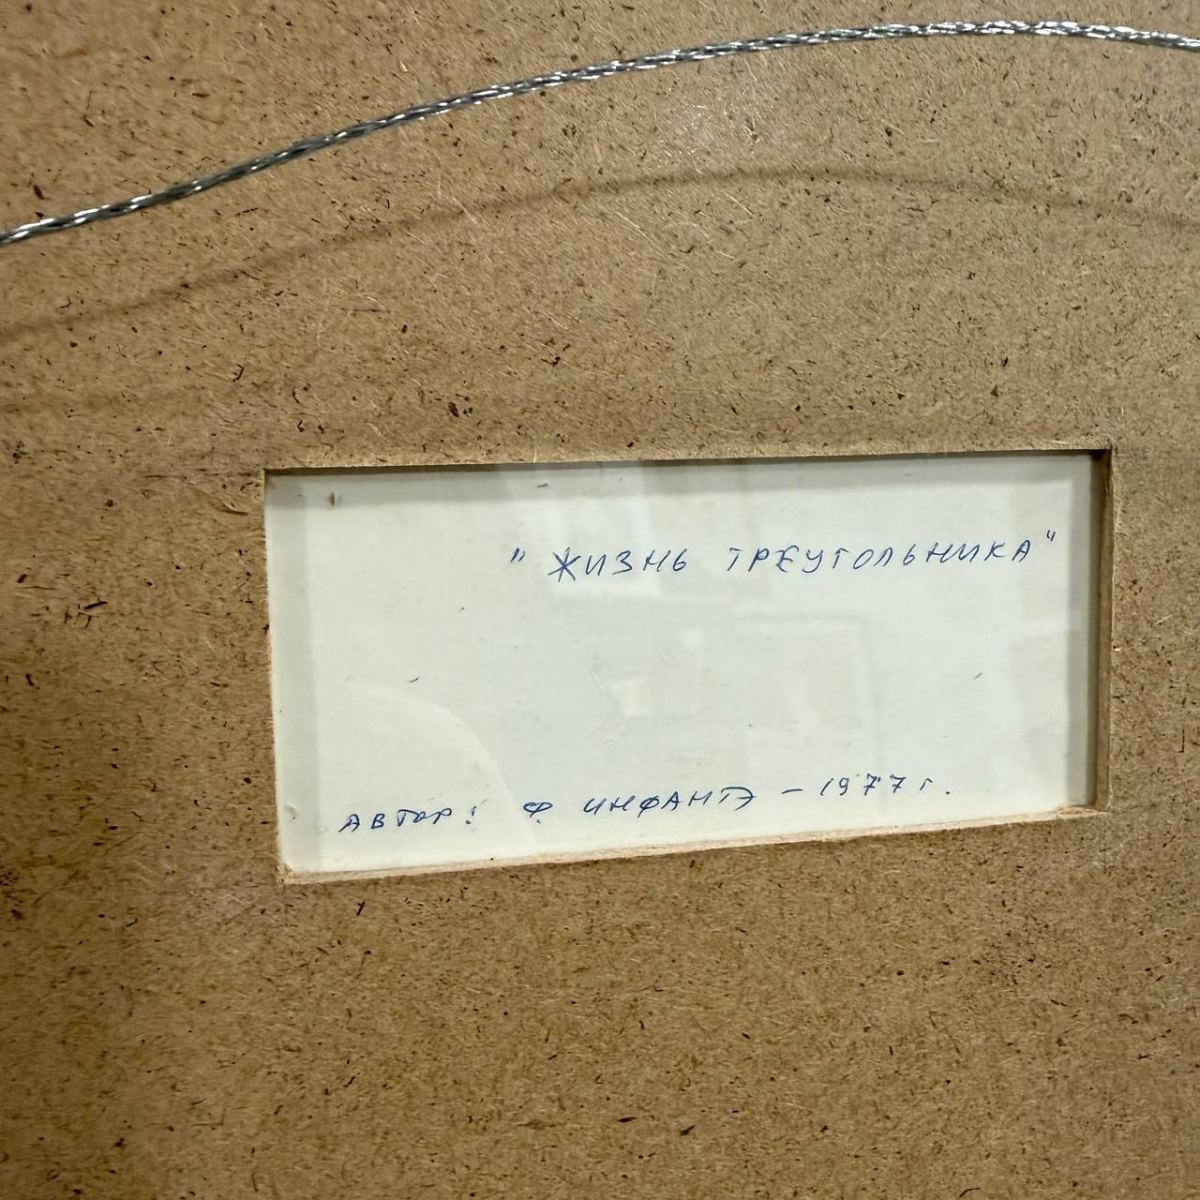 "ЖИЗНЬ ТРЕУГОЛЬНИКА"
АВТОР: Ф. ИНФАНТЭ - 1977 г.